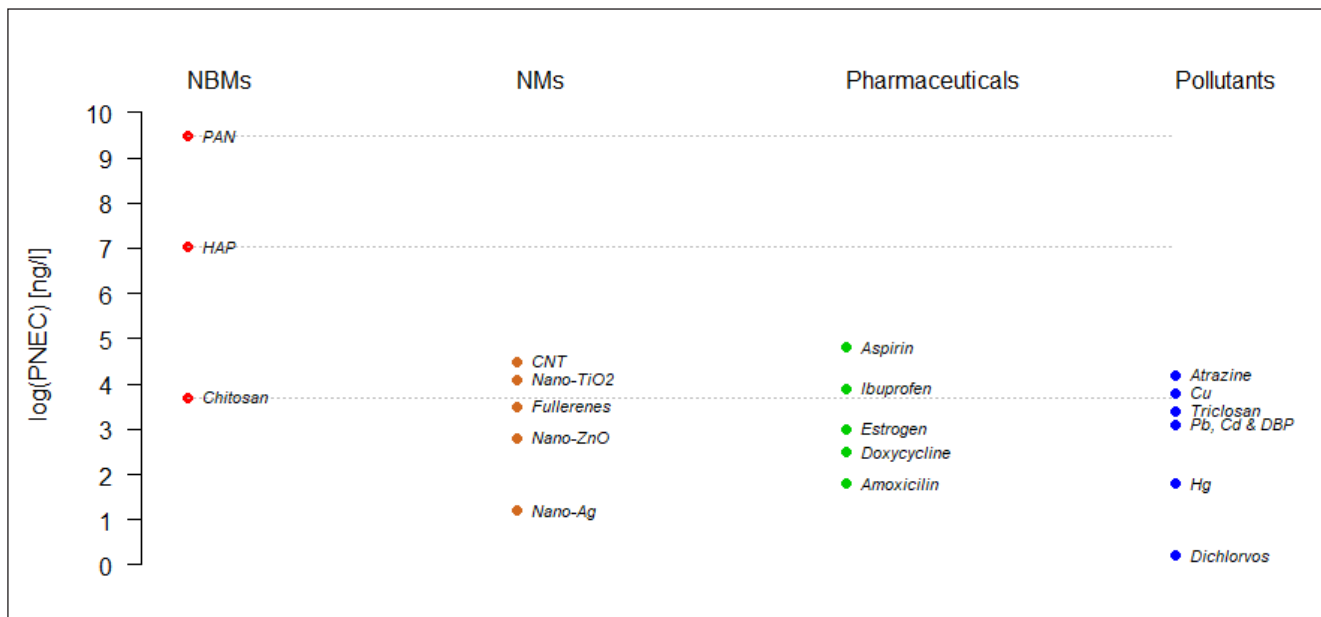 NBMs NMs Pharmaceuticals Pollutants
log(PNEC) [ng/l]
10
9
8
7
6
5
4
3
2
1
0
PAN
HAP
Chitosan
CNT
Nano-TiO2
Fullerenes
Nano-ZnO
Nano-Ag
Aspirin
Ibuprofen
Estrogen
Doxycycline
Amoxicilin
Atrazine
Cu
Triclosan
Pb, Cd & DBP
Hg
Dichlorvos